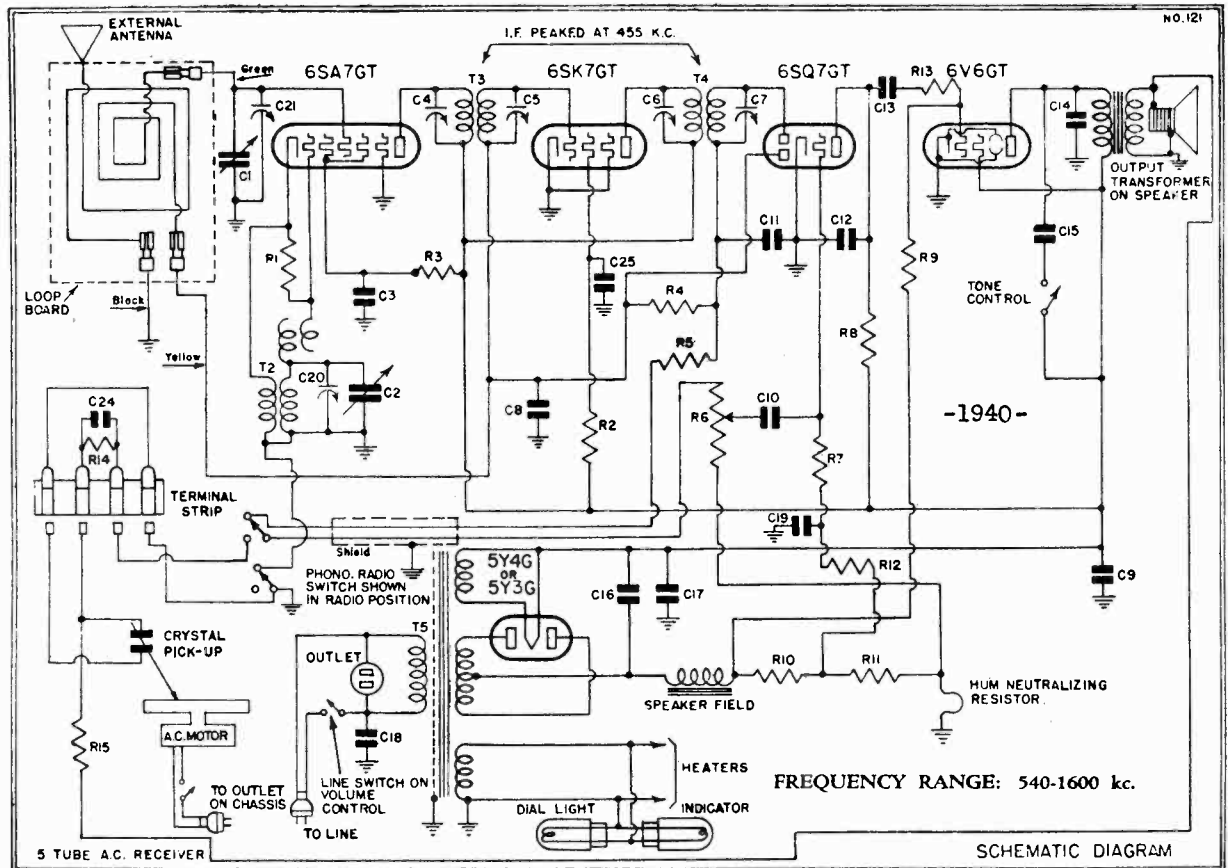 NO. 121
EXTERNAL
ANTENNA
I.F. PEAKED AT 455 K.C.
Green
6SA7GT
T3
6SK7GT
T4
6SQ7GT
R13
6V6GT
C21
C4
C5
C6
C7
C13
C14
C1
OUTPUT
TRANSFORMER
ON SPEAKER
R1
R3
C11
C12
C15
C25
R9
LOOP
BOARD
Black
C3
R4
TONE
CONTROL
R8
R5
Yellow
T2
C20
C2
C8
R2
R6
C10
-1940-
C24
R14
R7
TERMINAL
STRIP
C19
Shield
R12
PHONO. RADIO
SWITCH SHOWN
IN RADIO POSITION
5Y4G
OR
5Y3G
C16
C17
C9
T5
CRYSTAL
PICK-UP
OUTLET
R10
R11
SPEAKER FIELD
HUM NEUTRALIZING
RESISTOR.
R15
A.C. MOTOR
C18
LINE SWITCH ON
VOLUME
CONTROL
HEATERS
FREQUENCY RANGE: 540-1600 kc.
TO OUTLET
ON CHASSIS
TO LINE
DIAL LIGHT
INDICATOR
5 TUBE A.C. RECEIVER
SCHEMATIC DIAGRAM